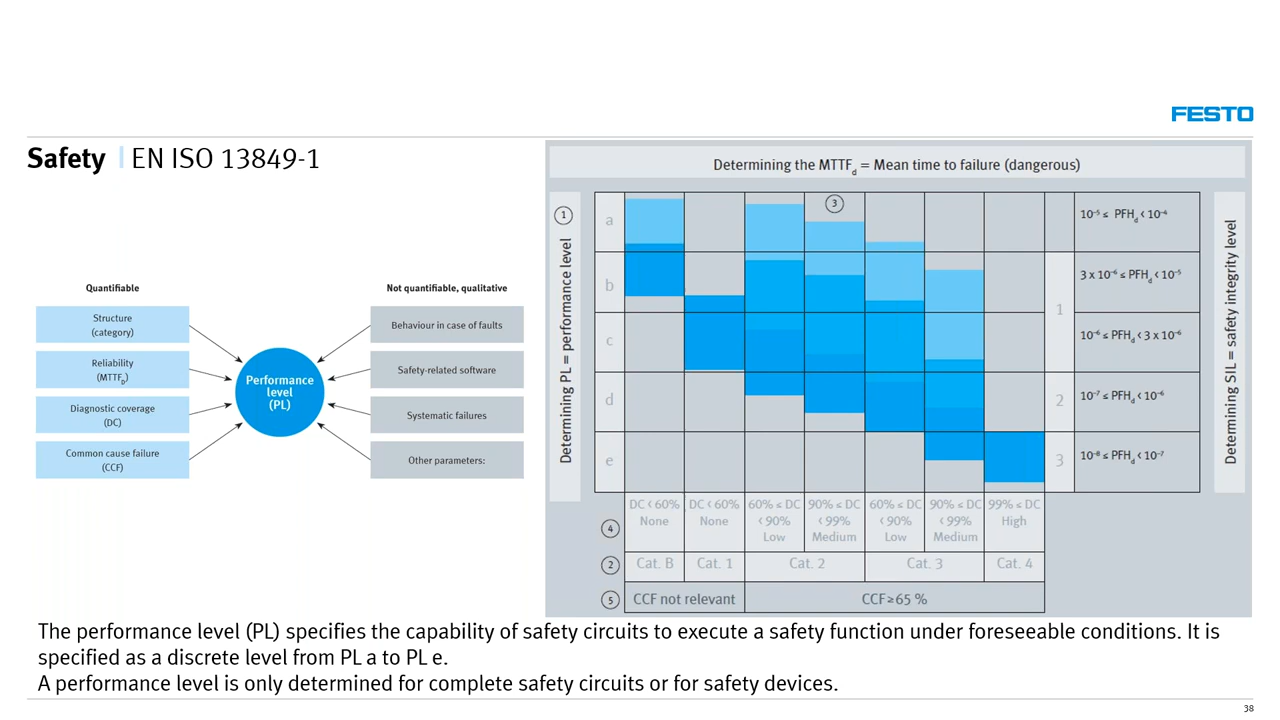 FESTO
Safety | EN ISO 13849-1
Quantifiable
Not quantifiable, qualitative
Structure
(category)
Reliability
(MTTFD)
Diagnostic coverage
(DC)
Common cause failure
(CCF)
Performance
level
(PL)
Behaviour in case of faults
Safety-related software
Systematic failures
Other parameters:
Determining the MTTFd = Mean time to failure (dangerous)
Determining PL = performance level
1
3
a
b
c
d
e
1
2
3
10⁻⁵ ≤ PFHd < 10⁻⁴
3 x 10⁻⁶ ≤ PFHd < 10⁻⁵
10⁻⁶ ≤ PFHd < 3 x 10⁻⁶
10⁻⁷ ≤ PFHd < 10⁻⁶
10⁻⁸ ≤ PFHd < 10⁻⁷
Determining SIL = safety integrity level
4
DC < 60%
None
DC < 60%
None
60% ≤ DC
< 90%
Low
90% ≤ DC
< 99%
Medium
60% ≤ DC
< 90%
Low
90% ≤ DC
< 99%
Medium
99% ≤ DC
High
2
Cat. B
Cat. 1
Cat. 2
Cat. 3
Cat. 4
5
CCF not relevant
CCF ≥ 65 %
The performance level (PL) specifies the capability of safety circuits to execute a safety function under foreseeable conditions. It is
specified as a discrete level from PL a to PL e.
A performance level is only determined for complete safety circuits or for safety devices.
38